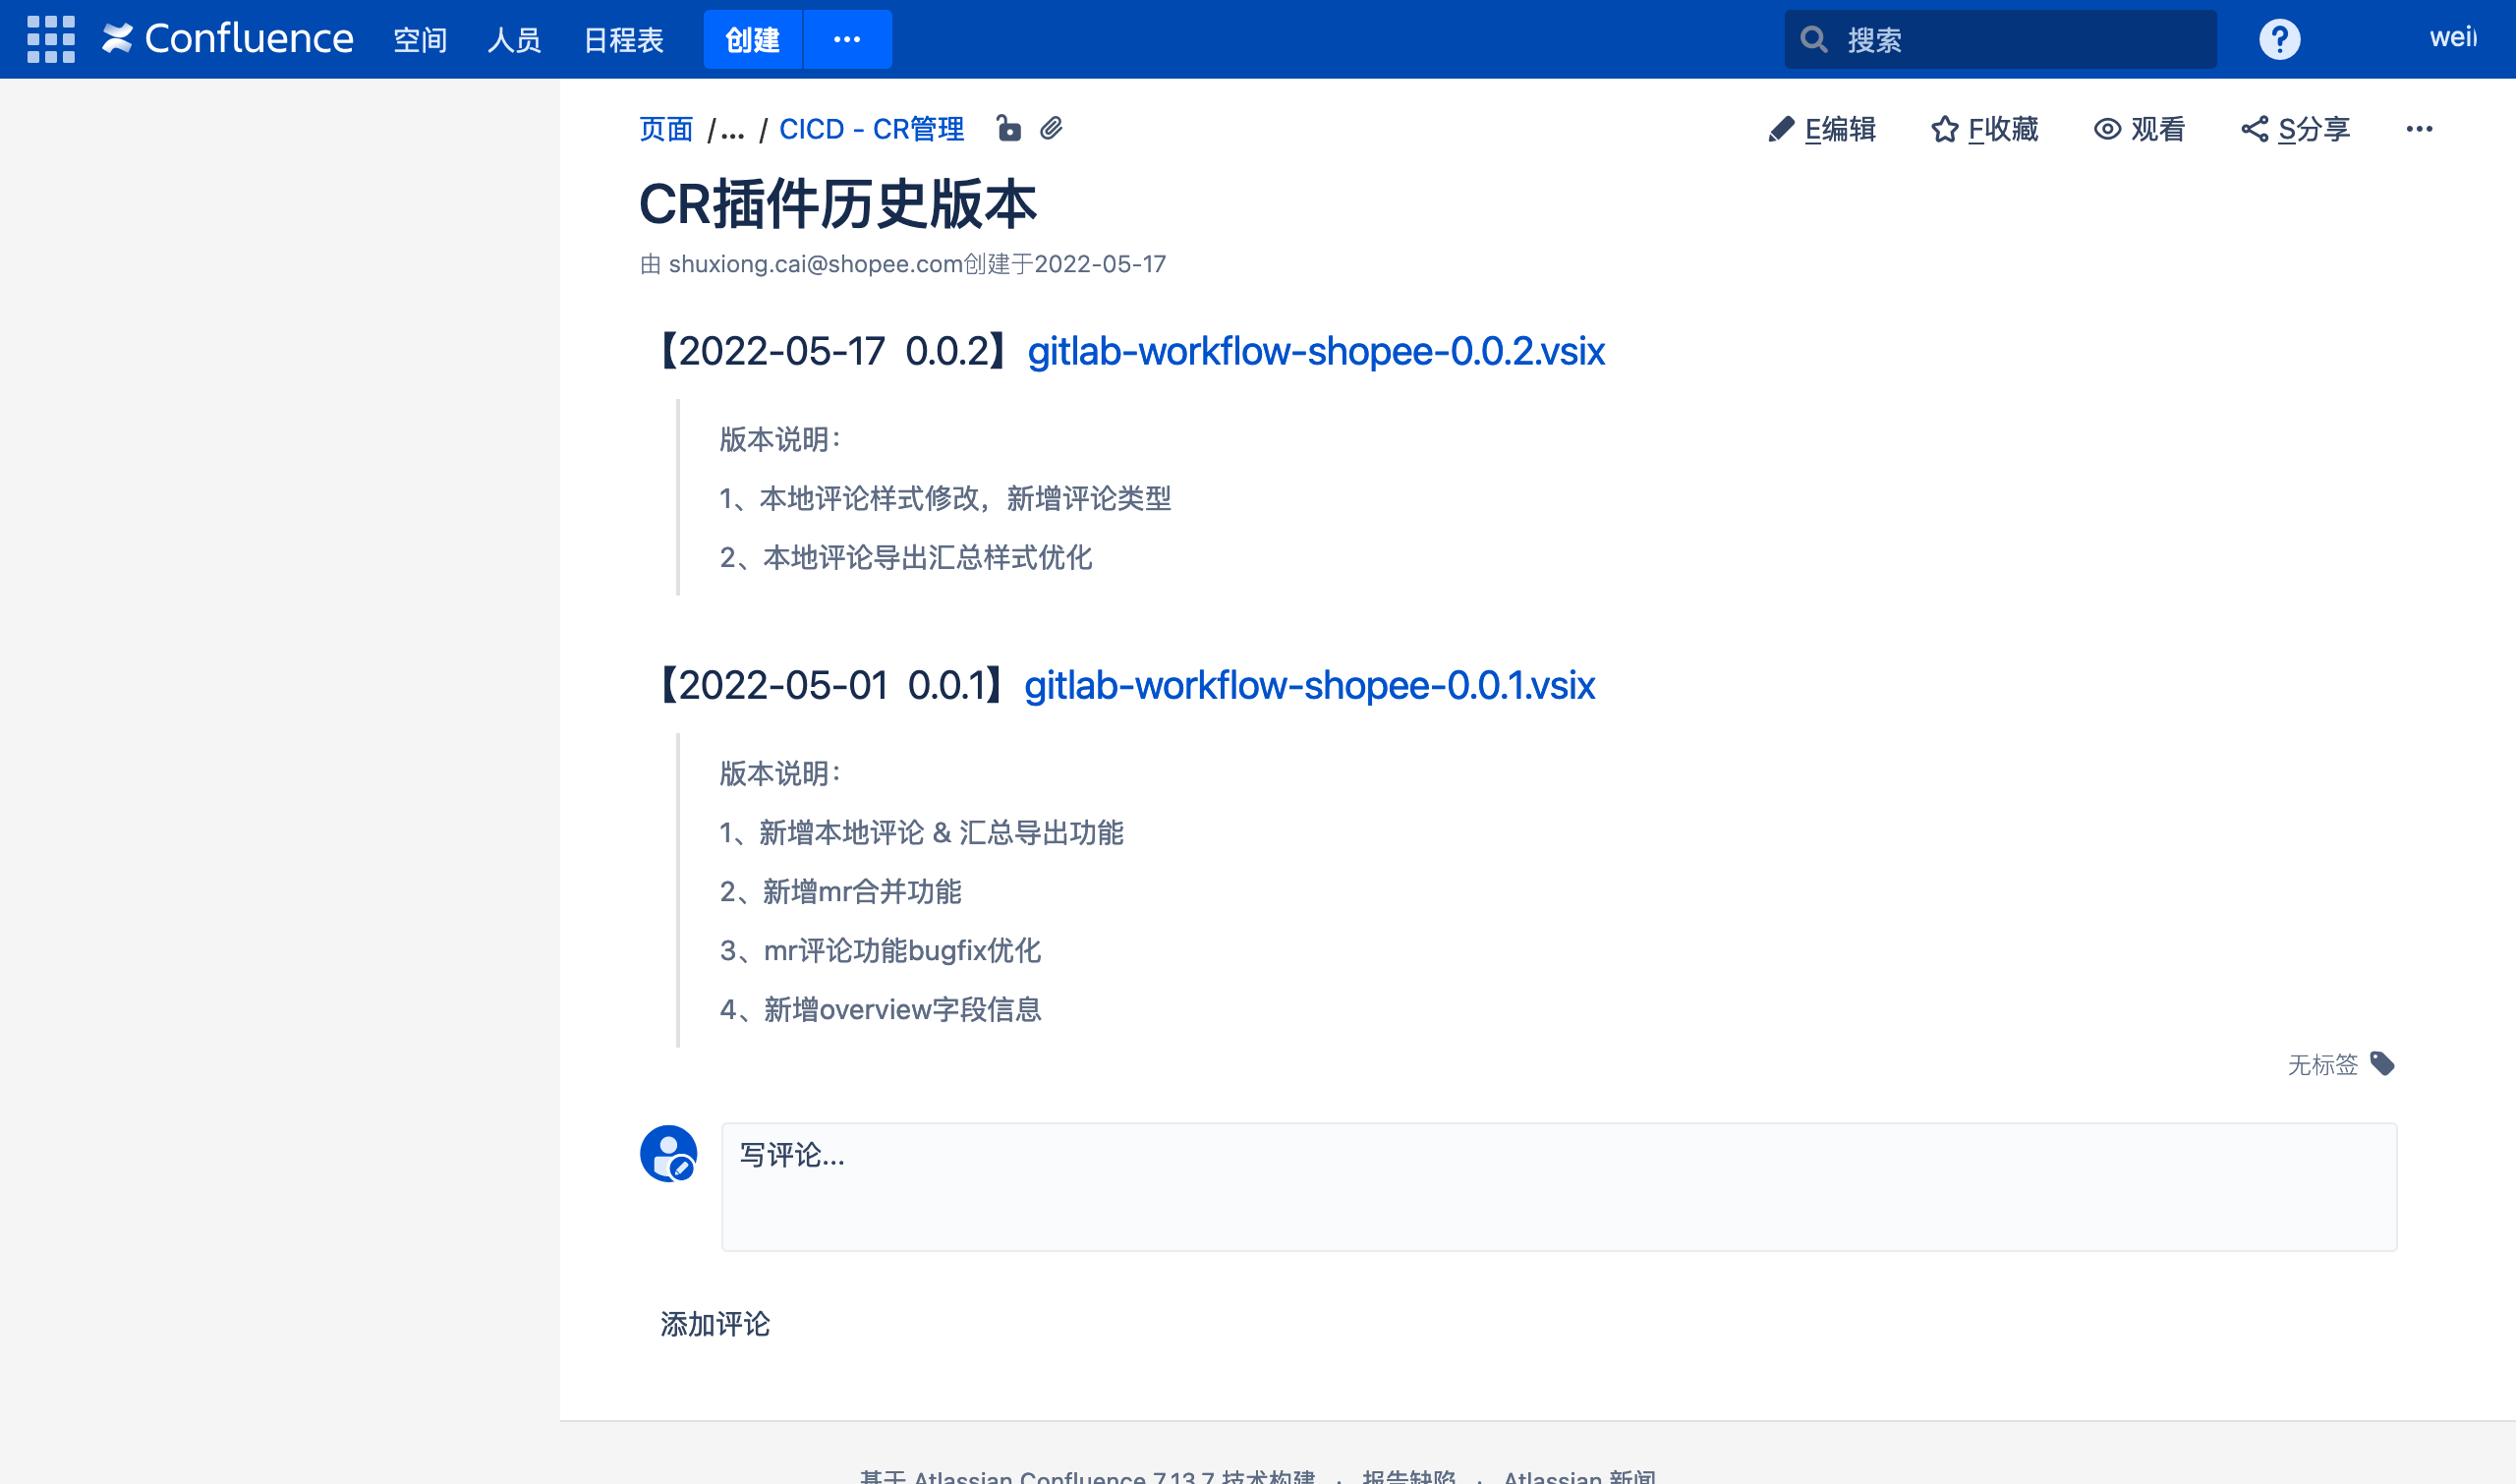 Confluence 空间 人员 日程表 创建 ··· 搜索 ? weil
页面 /... / CICD - CR管理 E编辑 F收藏 观看 S分享 ···
CR插件历史版本
由 shuxiong.cai@shopee.com创建于2022-05-17
【2022-05-17 0.0.2】gitlab-workflow-shopee-0.0.2.vsix
版本说明：
1、本地评论样式修改，新增评论类型
2、本地评论导出汇总样式优化
【2022-05-01 0.0.1】gitlab-workflow-shopee-0.0.1.vsix
版本说明：
1、新增本地评论 & 汇总导出功能
2、新增mr合并功能
3、mr评论功能bugfix优化
4、新增overview字段信息
无标签
写评论...
添加评论
基于 Atlassian Confluence 7.13.7 技术构建 · 报告缺陷 · Atlassian 新闻